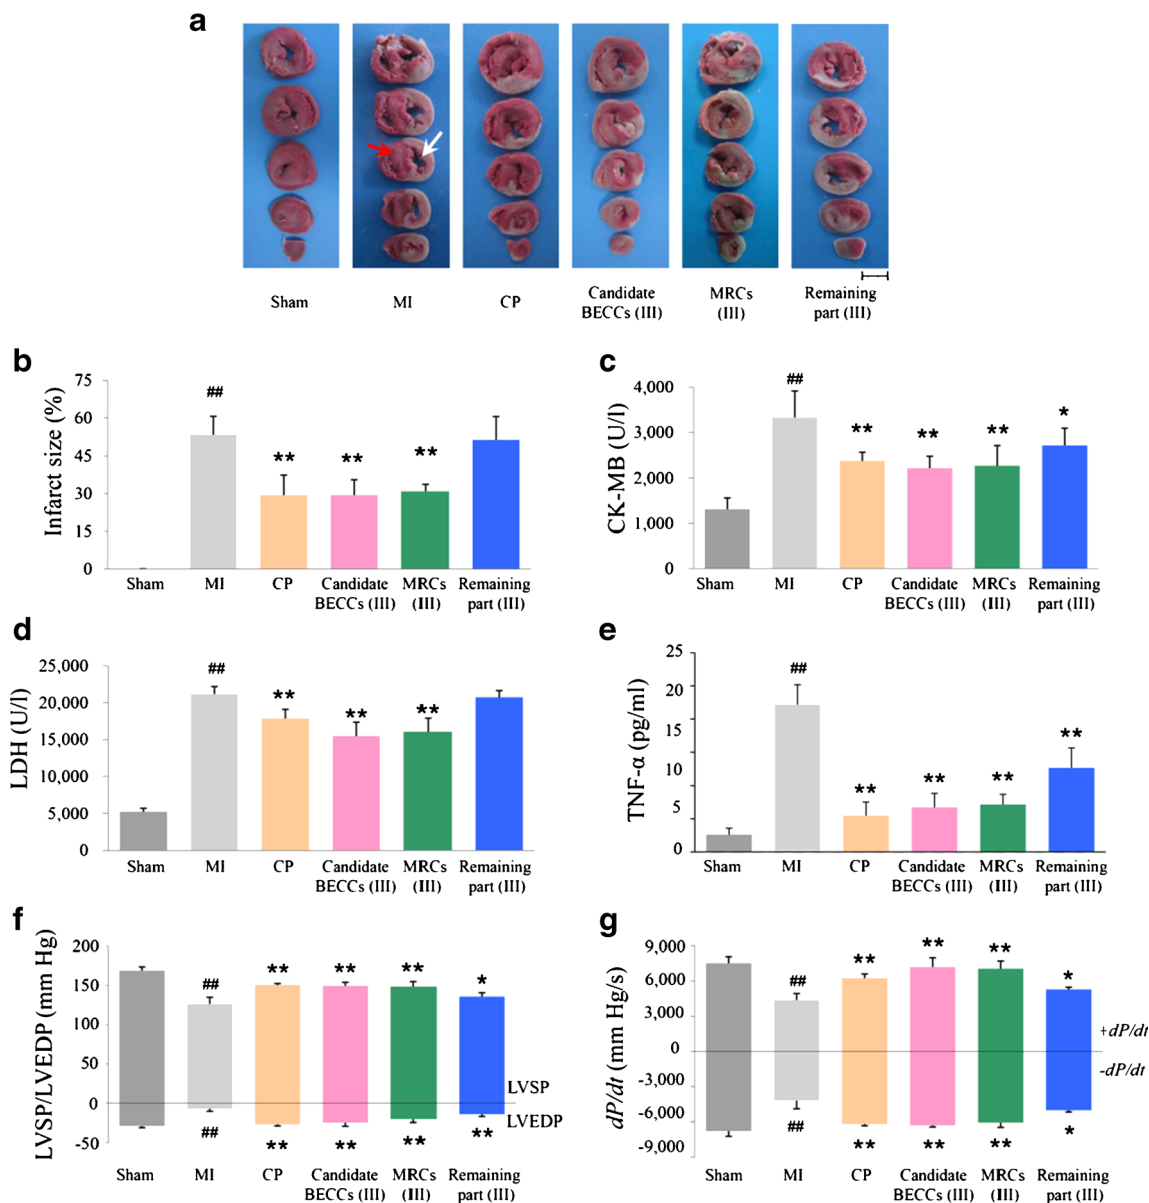 a
Sham
MI
CP
Candidate
BECCs (III)
MRCs
(III)
Remaining
part (III)
b
Infarct size (%)
75
60
45
30
15
0
##
**
**
**
Sham
MI
CP
Candidate
BECCs (III)
MRCs
(III)
Remaining
part (III)
c
CK-MB (U/l)
4,000
3,000
2,000
1,000
0
##
**
**
**
*
Sham
MI
CP
Candidate
BECCs (III)
MRCs
(III)
Remaining
part (III)
d
LDH (U/l)
25,000
20,000
15,000
10,000
5,000
0
##
**
**
**
Sham
MI
CP
Candidate
BECCs (III)
MRCs
(III)
Remaining
part (III)
e
TNF-α (pg/ml)
25
20
15
10
5
0
##
**
**
**
**
Sham
MI
CP
Candidate
BECCs (III)
MRCs
(III)
Remaining
part (III)
f
LVSP/LVEDP (mm Hg)
200
150
100
50
0
-50
##
**
**
**
*
LVSP
LVEDP
##
**
**
**
**
Sham
MI
CP
Candidate
BECCs (III)
MRCs
(III)
Remaining
part (III)
g
dP/dt (mm Hg/s)
9,000
6,000
3,000
0
-3,000
-6,000
-9,000
##
**
**
**
*
+dP/dt
-dP/dt
##
**
**
**
*
Sham
MI
CP
Candidate
BECCs (III)
MRCs
(III)
Remaining
part (III)